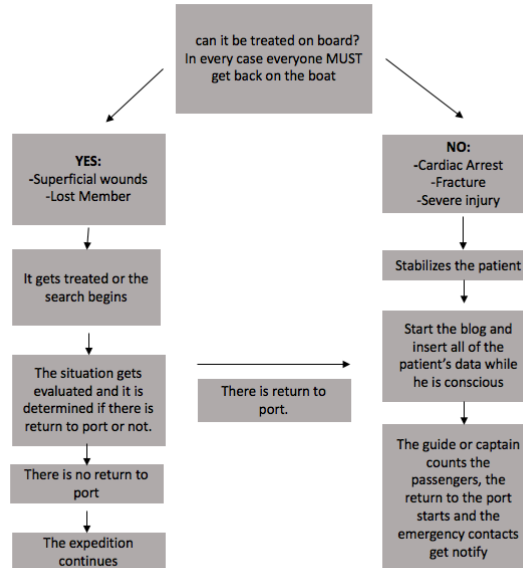 can it be treated on board?
In every case everyone MUST
get back on the boat
YES:
-Superficial wounds
-Lost Member
NO:
-Cardiac Arrest
-Fracture
-Severe injury
It gets treated or the
search begins
Stabilizes the patient
Start the blog and
insert all of the
patient's data while
he is conscious
The situation gets
evaluated and it is
determined if there is
return to port or not.
There is return to
port.
There is no return to
port
The expedition
continues
The guide or captain
counts the
passengers, the
return to the port
starts and the
emergency contacts
get notify